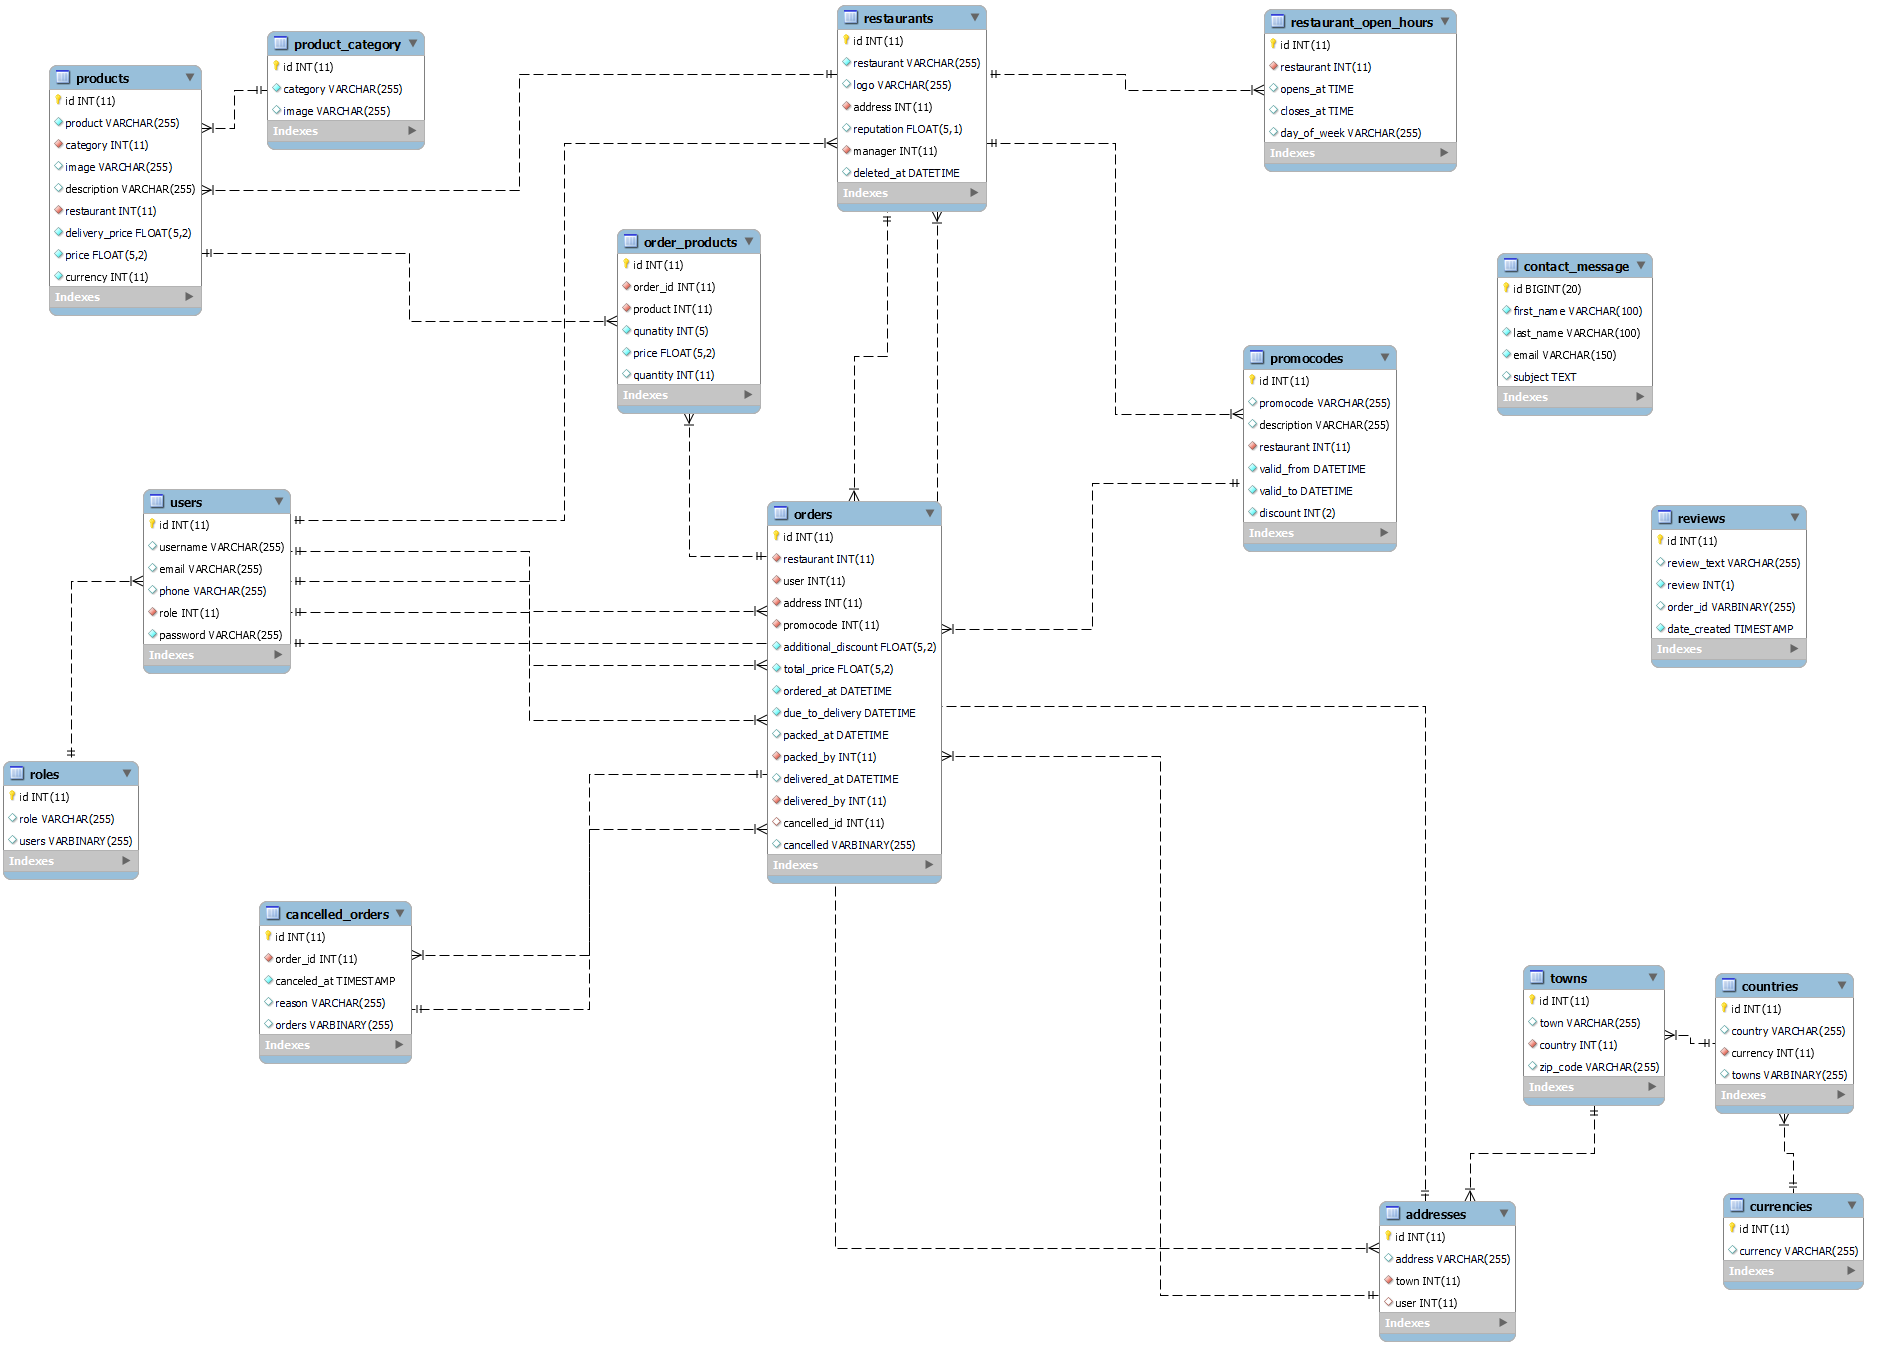 product_category
id INT(11)
category VARCHAR(255)
image VARCHAR(255)
Indexes
products
id INT(11)
product VARCHAR(255)
category INT(11)
image VARCHAR(255)
description VARCHAR(255)
restaurant INT(11)
delivery_price FLOAT(5,2)
price FLOAT(5,2)
currency INT(11)
Indexes
restaurants
id INT(11)
restaurant VARCHAR(255)
logo VARCHAR(255)
address INT(11)
reputation FLOAT(5,1)
manager INT(11)
deleted_at DATETIME
Indexes
restaurant_open_hours
id INT(11)
restaurant INT(11)
opens_at TIME
closes_at TIME
day_of_week VARCHAR(255)
Indexes
order_products
id INT(11)
order_id INT(11)
product INT(11)
qunatity INT(5)
price FLOAT(5,2)
quantity INT(11)
Indexes
contact_message
id BIGINT(20)
first_name VARCHAR(100)
last_name VARCHAR(100)
email VARCHAR(150)
subject TEXT
Indexes
promocodes
id INT(11)
promocode VARCHAR(255)
description VARCHAR(255)
restaurant INT(11)
valid_from DATETIME
valid_to DATETIME
discount INT(2)
Indexes
users
id INT(11)
username VARCHAR(255)
email VARCHAR(255)
phone VARCHAR(255)
role INT(11)
password VARCHAR(255)
Indexes
orders
id INT(11)
restaurant INT(11)
user INT(11)
address INT(11)
promocode INT(11)
additional_discount FLOAT(5,2)
total_price FLOAT(5,2)
ordered_at DATETIME
due_to_delivery DATETIME
packed_at DATETIME
packed_by INT(11)
delivered_at DATETIME
delivered_by INT(11)
cancelled_id INT(11)
cancelled VARBINARY(255)
Indexes
reviews
id INT(11)
review_text VARCHAR(255)
review INT(1)
order_id VARBINARY(255)
date_created TIMESTAMP
Indexes
roles
id INT(11)
role VARCHAR(255)
users VARBINARY(255)
Indexes
cancelled_orders
id INT(11)
order_id INT(11)
canceled_at TIMESTAMP
reason VARCHAR(255)
orders VARBINARY(255)
Indexes
towns
id INT(11)
town VARCHAR(255)
country INT(11)
zip_code VARCHAR(255)
Indexes
countries
id INT(11)
country VARCHAR(255)
currency INT(11)
towns VARBINARY(255)
Indexes
addresses
id INT(11)
address VARCHAR(255)
town INT(11)
user INT(11)
Indexes
currencies
id INT(11)
currency VARCHAR(255)
Indexes